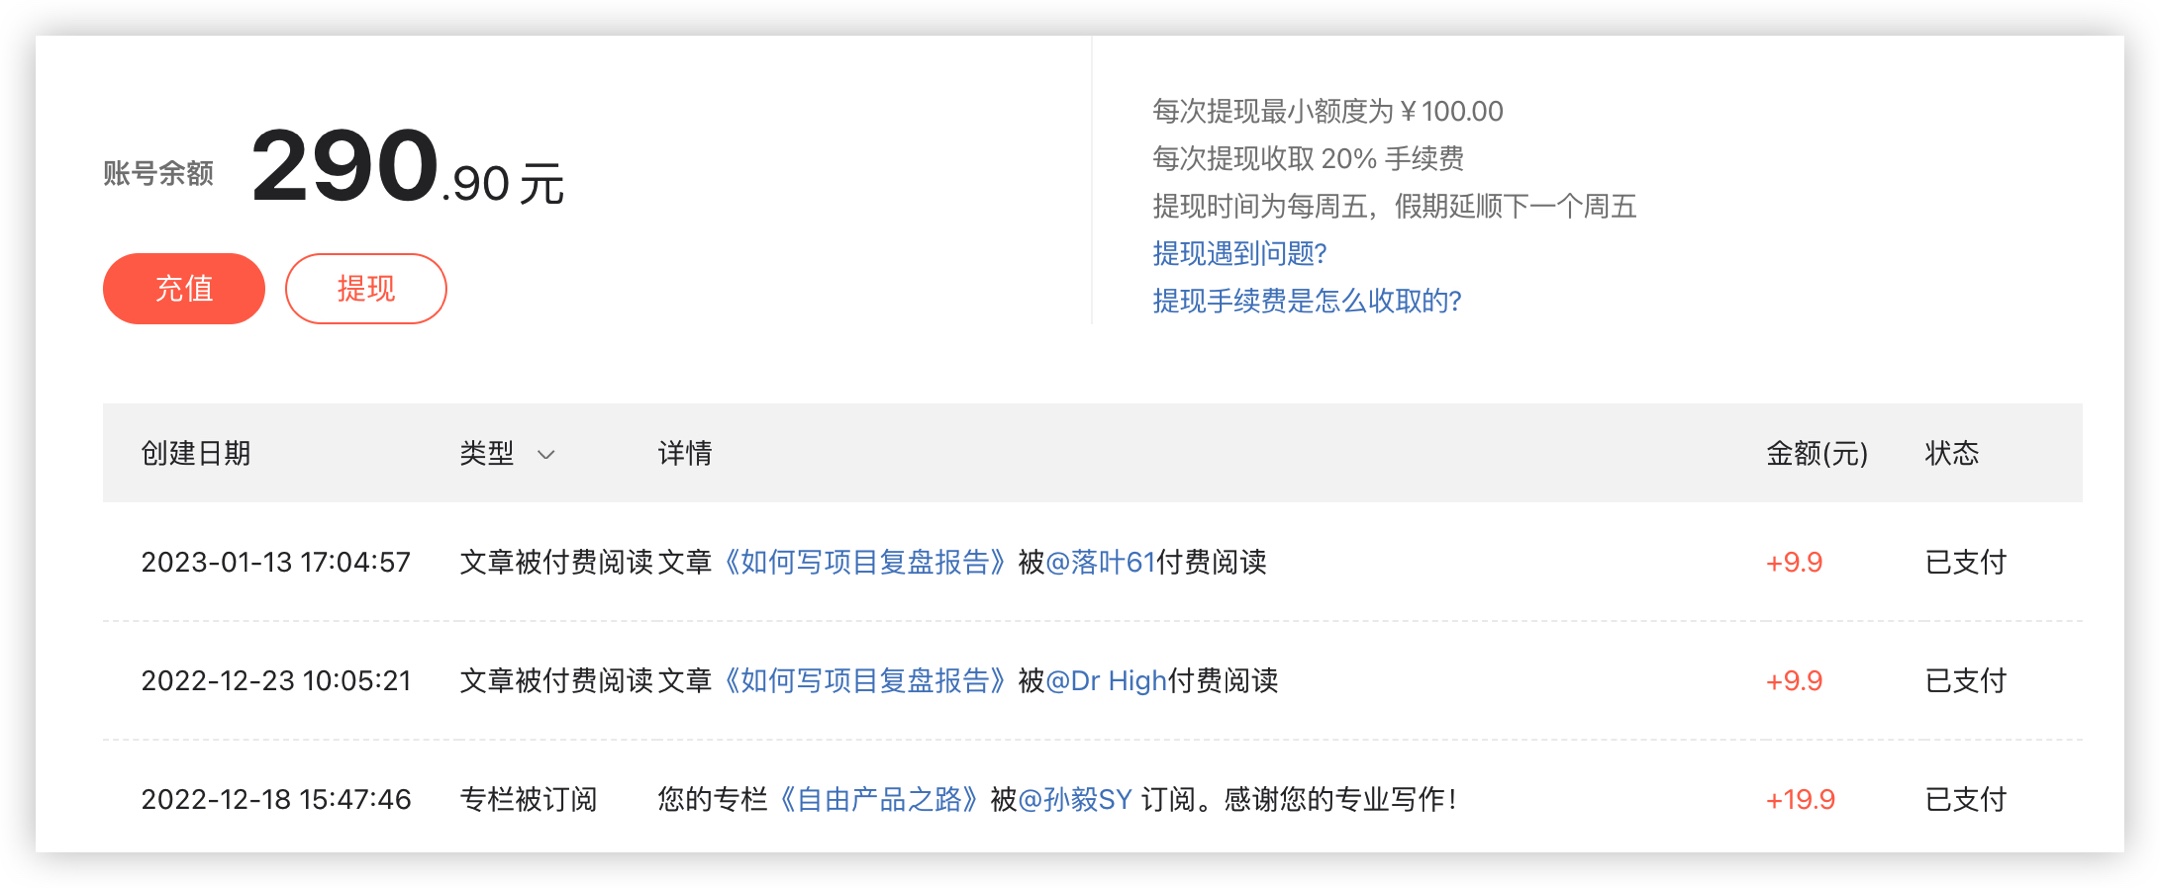 账号余额 290.90 元
充值 提现
每次提现最小额度为￥100.00
每次提现收取 20% 手续费
提现时间为每周五，假期延顺下一个周五
提现遇到问题?
提现手续费是怎么收取的?
创建日期 类型 详情 金额(元) 状态
2023-01-13 17:04:57 文章被付费阅读 文章《如何写项目复盘报告》被@落叶61付费阅读 +9.9 已支付
2022-12-23 10:05:21 文章被付费阅读 文章《如何写项目复盘报告》被@Dr High付费阅读 +9.9 已支付
2022-12-18 15:47:46 专栏被订阅 您的专栏《自由产品之路》被@孙毅SY 订阅。感谢您的专业写作！ +19.9 已支付